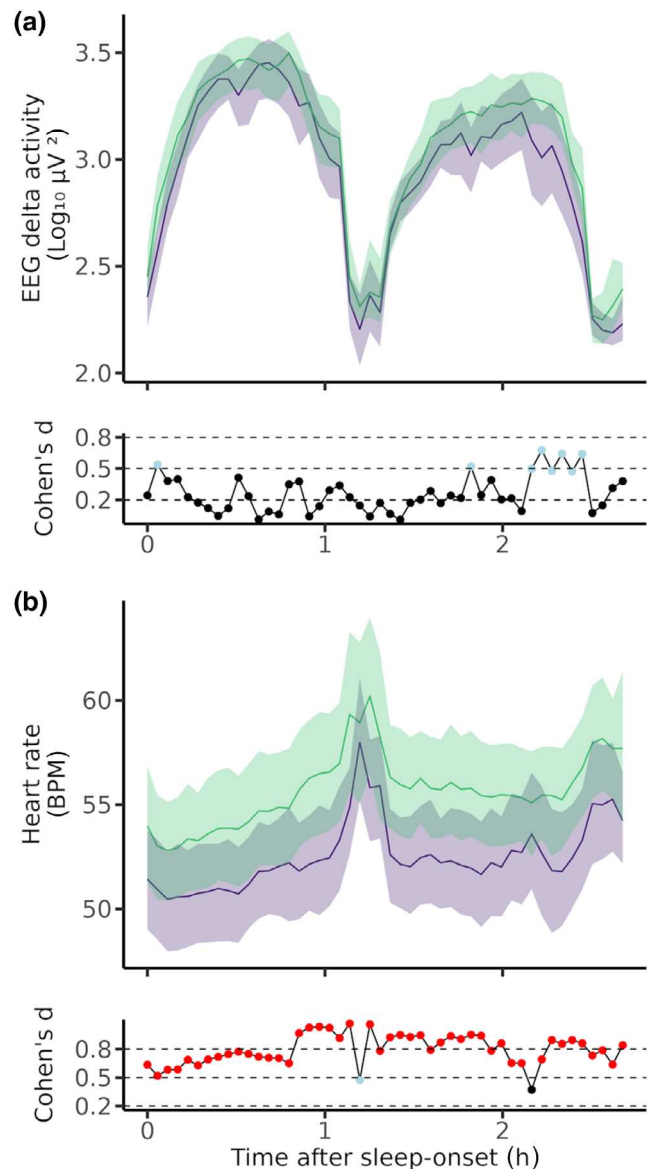 (a)
EEG delta activity
(Log₁₀ µV ²)
3.5
3.0
2.5
2.0
Cohen's d
0.8
0.5
0.2
0 1 2
(b)
Heart rate
(BPM)
60
55
50
Cohen's d
0.8
0.5
0.2
0 1 2
Time after sleep-onset (h)